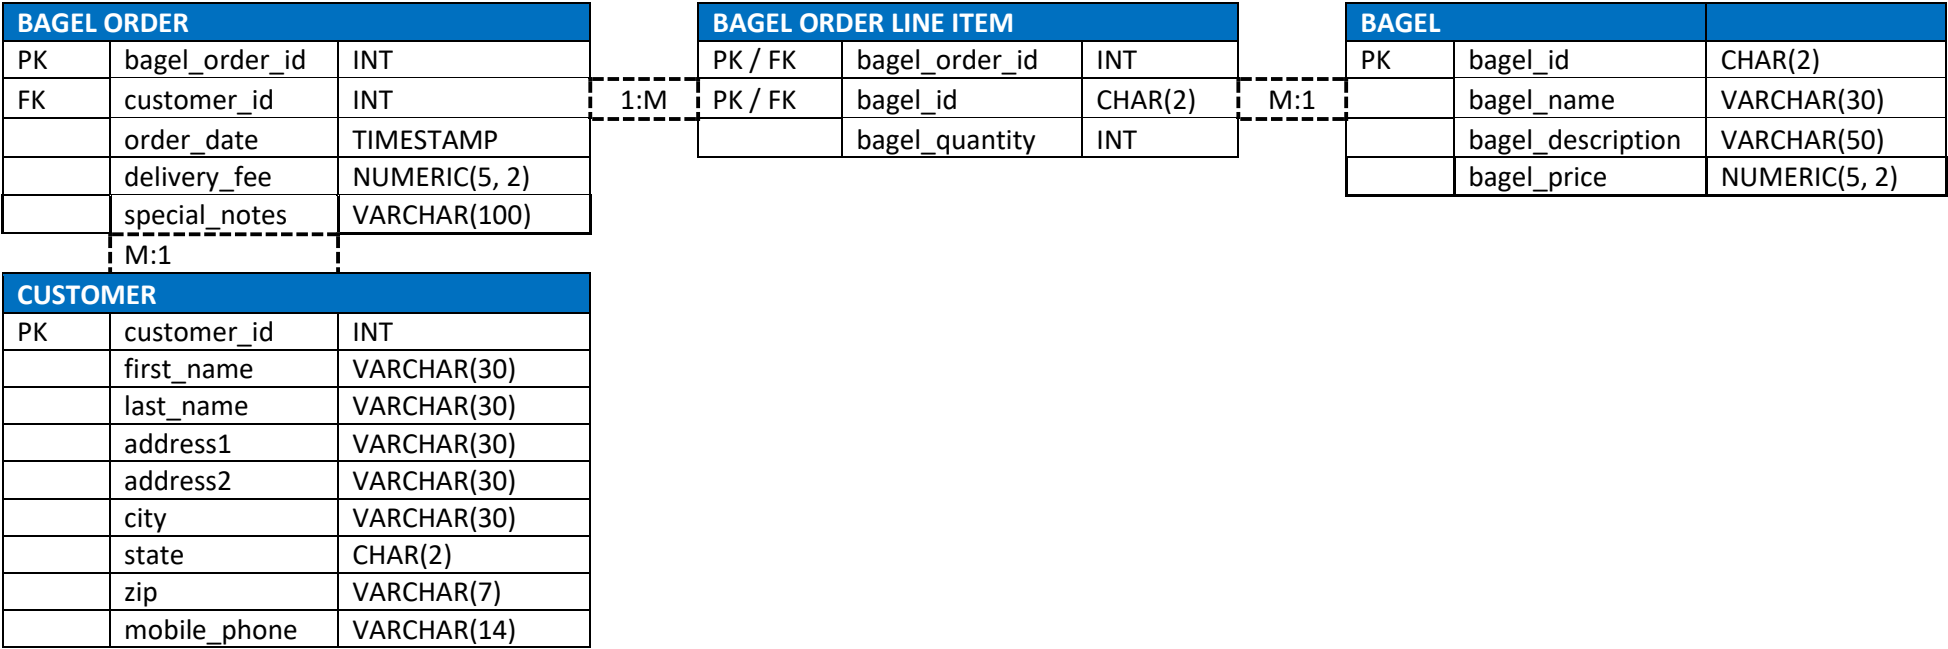 BAGEL ORDER
PK bagel_order_id INT
FK customer_id INT
order_date TIMESTAMP
delivery_fee NUMERIC(5, 2)
special_notes VARCHAR(100)
1:M
BAGEL ORDER LINE ITEM
PK / FK bagel_order_id INT
PK / FK bagel_id CHAR(2)
bagel_quantity INT
M:1
BAGEL
PK bagel_id CHAR(2)
bagel_name VARCHAR(30)
bagel_description VARCHAR(50)
bagel_price NUMERIC(5, 2)
M:1
CUSTOMER
PK customer_id INT
first_name VARCHAR(30)
last_name VARCHAR(30)
address1 VARCHAR(30)
address2 VARCHAR(30)
city VARCHAR(30)
state CHAR(2)
zip VARCHAR(7)
mobile_phone VARCHAR(14)